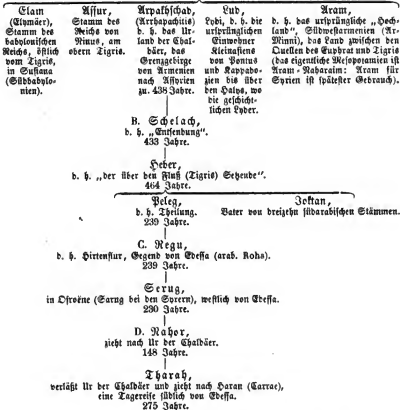 Elam
(Elymäer),
Stamm des
babylonischen
Reichs, östlich
vom Tigris,
in Susiana
(Südbabylo-
nien).
Assur,
Stamm des
Reichs von
Ninus, am
obern Tigris.
Arpakhschad,
(Arrhapachitis)
d. h. das Ur-
land der Chal-
däer, das
Grenzgebirge
von Armenien
nach Assyrien
zu. 438 Jahre.
Lud,
Lydi, d. h. die
ursprünglichen
Einwohner
Kleinasiens
von Pontus
und Kappado-
zien bis über
den Halys, wo
die geschicht-
lichen Lyder.
Aram,
d. h. das ursprüngliche „Hoch-
land“, Südwestarmenien (Ar-
Minni), das Land zwischen den
Quellen des Euphrat und Tigris
(das eigentliche Mesopotamien ist
Aram-Naharaim: Aram für
Syrien ist spätester Gebrauch).
B. Schelach,
d. h. „Entsendung“.
433 Jahre.
Heber,
d. h. „der über den Fluß (Tigris) Setzende“.
464 Jahre.
Peleg,
d. h. Theilung.
239 Jahre.
Joktan,
Vater von dreizehn südarabischen Stämmen.
C. Regu,
d. h. Hirtenflur, Gegend von Edessa (arab. Roha).
239 Jahre.
Serug,
in Osroëne (Sarug bei den Syrern), westlich von Edessa.
230 Jahre.
D. Nahor,
zieht nach Ur der Chaldäer.
148 Jahre.
Tharah,
verläßt Ur der Chaldäer und zieht nach Haran (Carrae),
eine Tagereise südlich von Edessa.
275 Jahre.